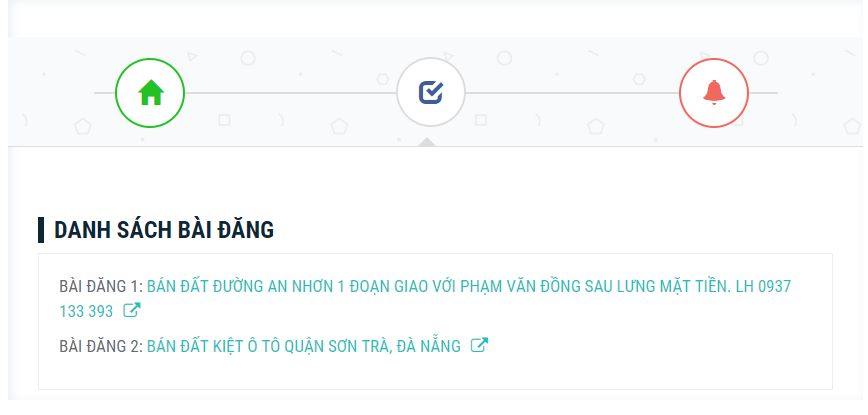 DANH SÁCH BÀI ĐĂNG
BÀI ĐĂNG 1: BÁN ĐẤT ĐƯỜNG AN NHƠN 1 ĐOẠN GIAO VỚI PHẠM VĂN ĐỒNG SAU LƯNG MẶT TIỀN. LH 0937
133 393
BÀI ĐĂNG 2: BÁN ĐẤT KIỆT Ô TÔ QUẬN SƠN TRÀ, ĐÀ NẴNG